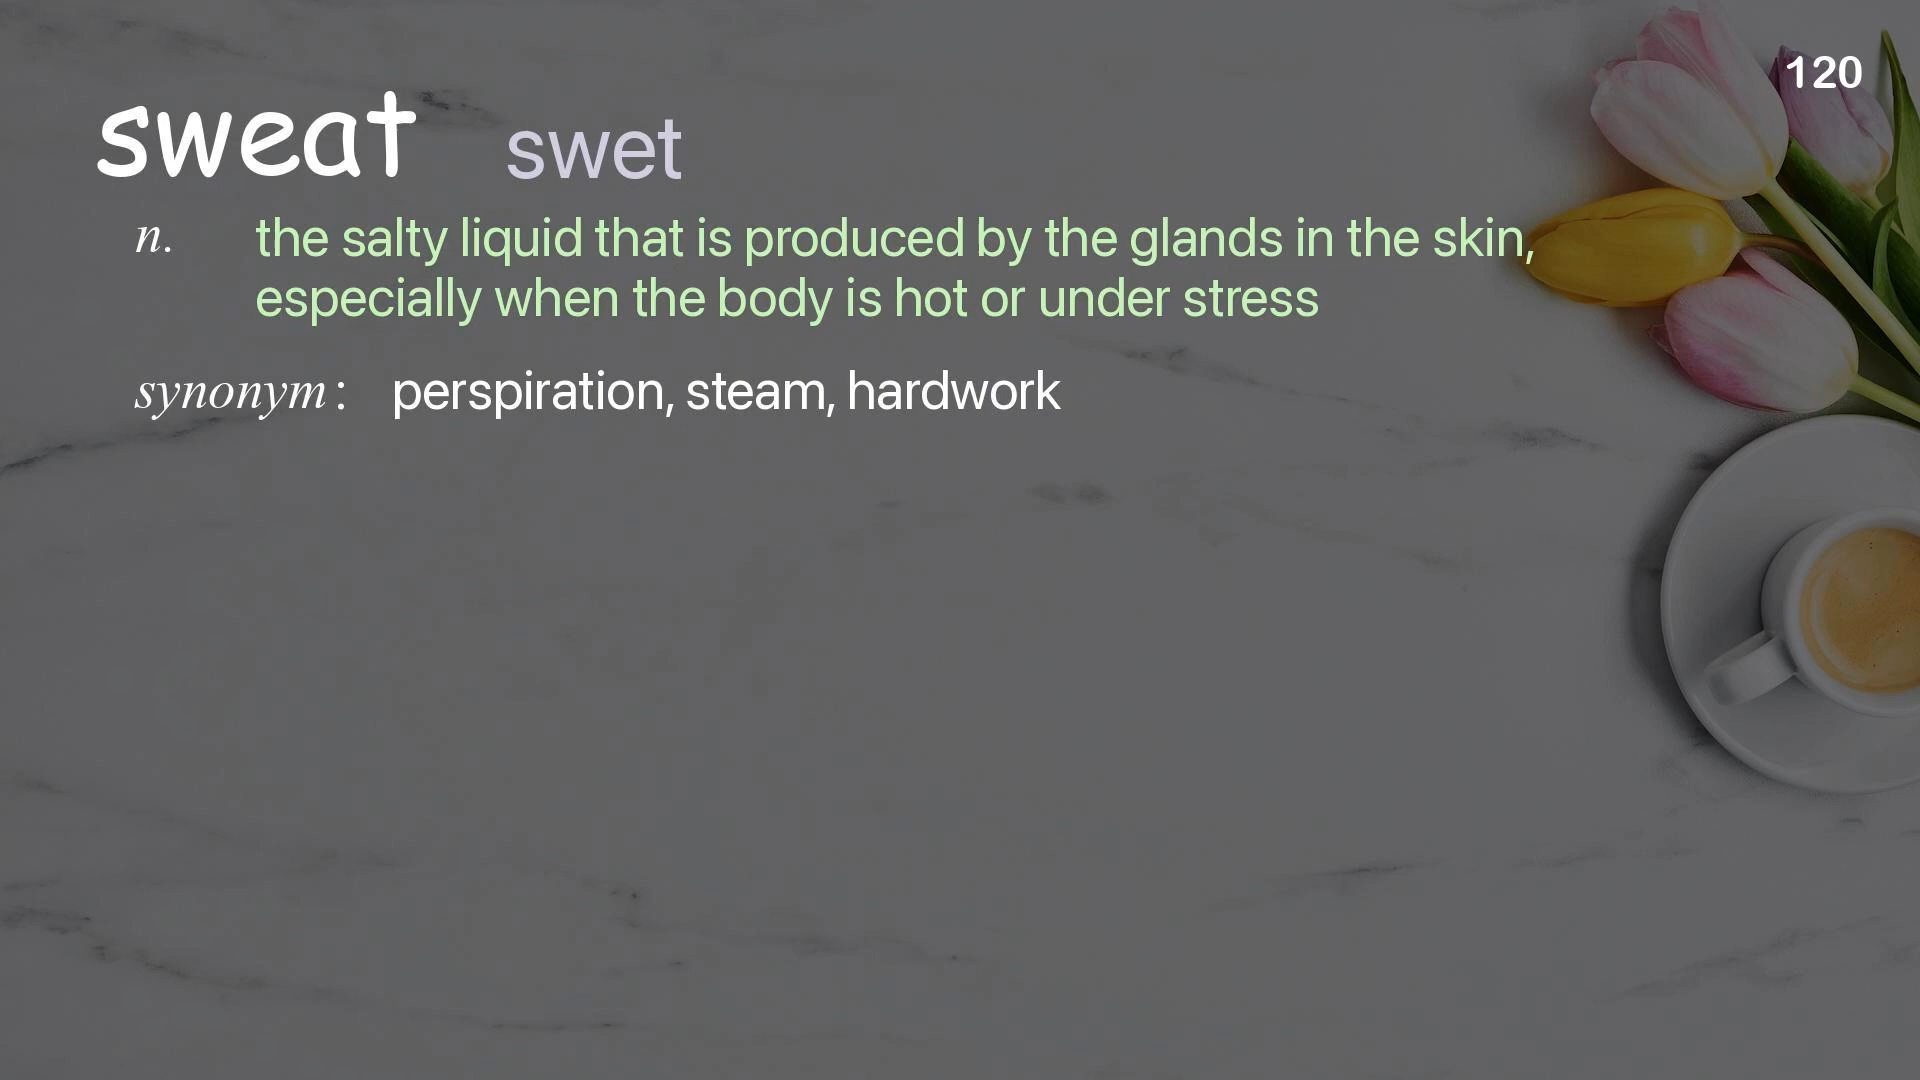 120
sweat swet
n. the salty liquid that is produced by the glands in the skin,
especially when the body is hot or under stress
synonym : perspiration, steam, hardwork